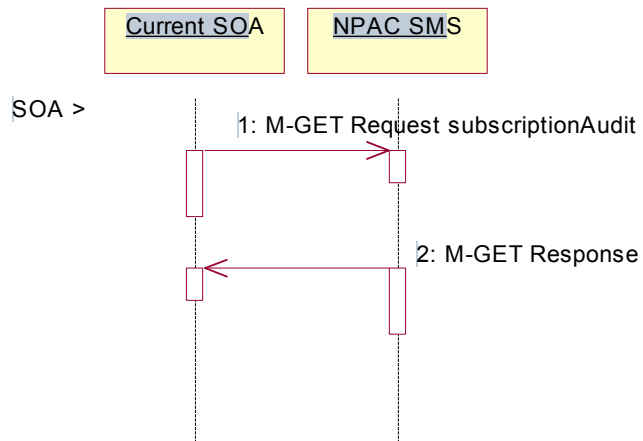 Current SOA
NPAC SMS
SOA >
1: M-GET Request subscriptionAudit
2: M-GET Response